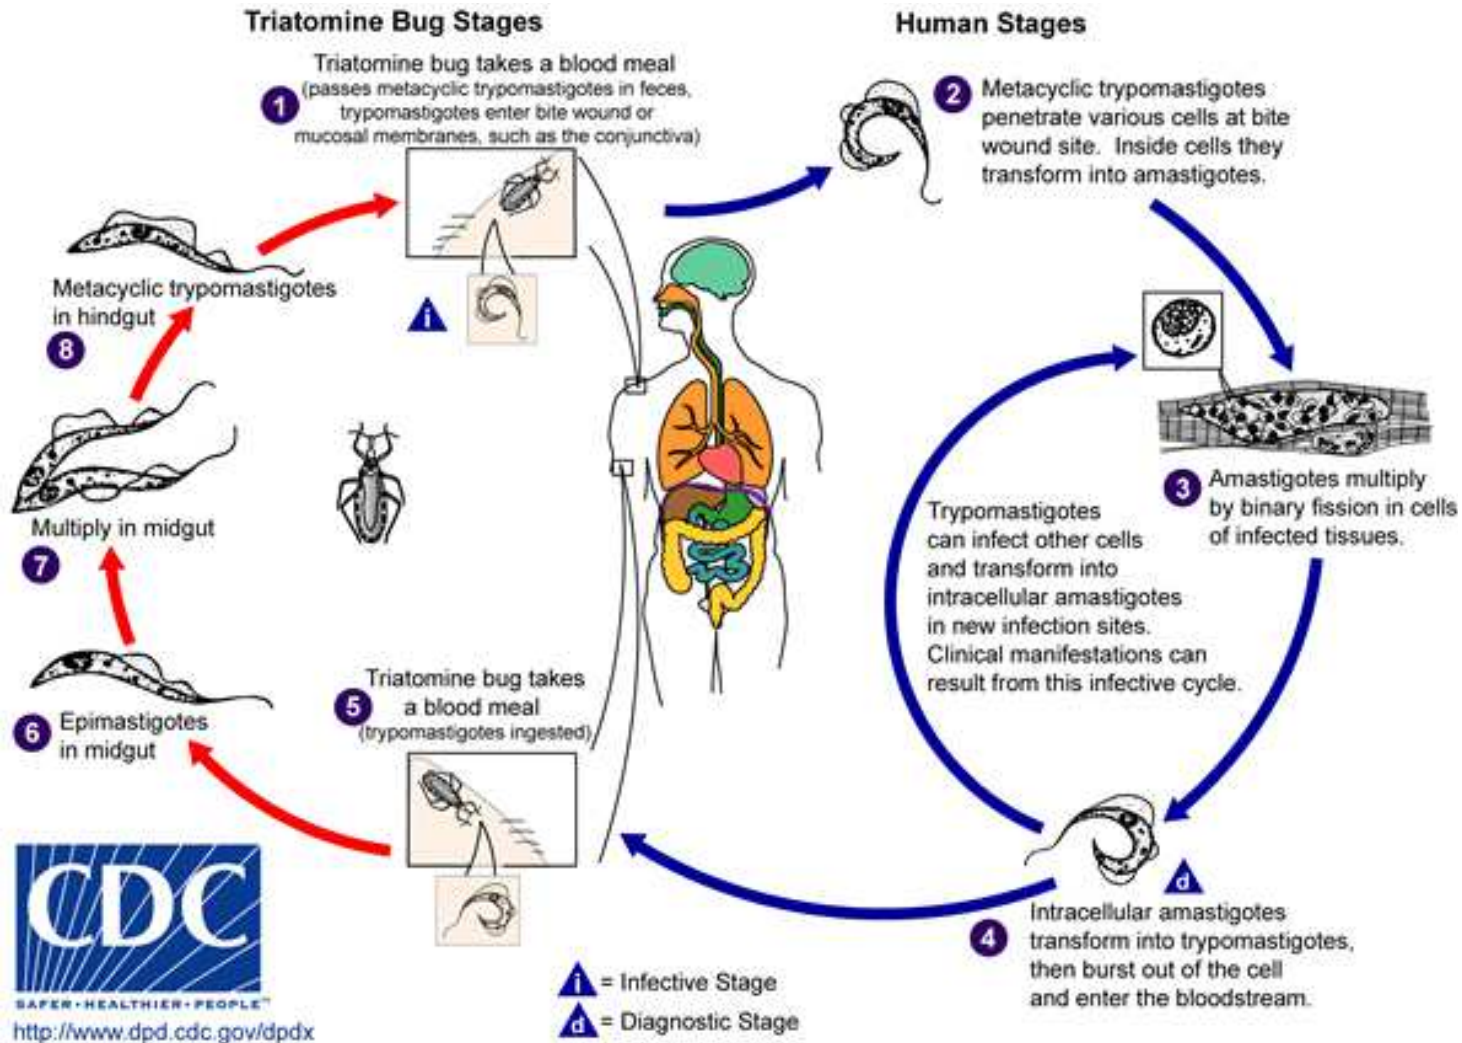 Triatomine Bug Stages
Human Stages
1
Triatomine bug takes a blood meal
(passes metacyclic trypomastigotes in feces,
trypomastigotes enter bite wound or
mucosal membranes, such as the conjunctiva)
i
2
Metacyclic trypomastigotes
penetrate various cells at bite
wound site. Inside cells they
transform into amastigotes.
3
Amastigotes multiply
by binary fission in cells
of infected tissues.
Trypomastigotes
can infect other cells
and transform into
intracellular amastigotes
in new infection sites.
Clinical manifestations can
result from this infective cycle.
d
4
Intracellular amastigotes
transform into trypomastigotes,
then burst out of the cell
and enter the bloodstream.
5
Triatomine bug takes
a blood meal
(trypomastigotes ingested)
6
Epimastigotes
in midgut
Multiply in midgut
7
Metacyclic trypomastigotes
in hindgut
8
i = Infective Stage
d = Diagnostic Stage
CDC
SAFER•HEALTHIER•PEOPLE™
http://www.dpd.cdc.gov/dpdx